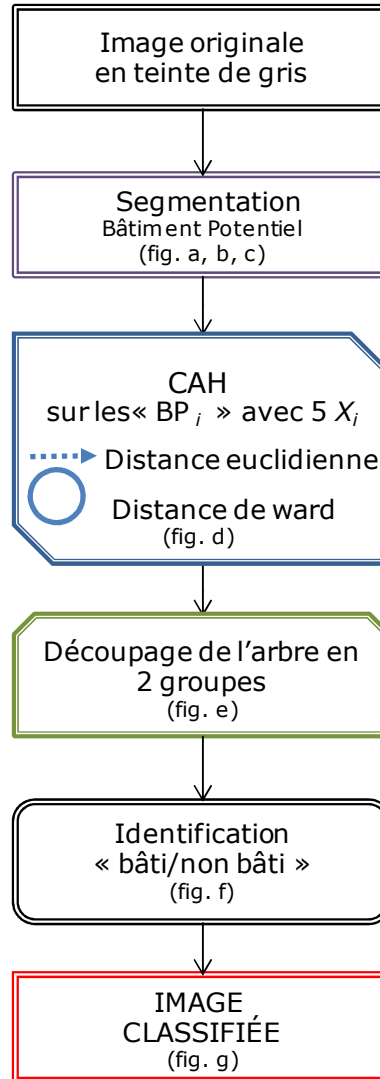 Image originale
en teinte de gris
Segmentation
Bâtiment Potentiel
(fig. a, b, c)
CAH
sur les « BP i » avec 5 Xi
Distance euclidienne
Distance de ward
(fig. d)
Découpage de l'arbre en
2 groupes
(fig. e)
Identification
« bâti/non bâti »
(fig. f)
IMAGE
CLASSIFIÉE
(fig. g)